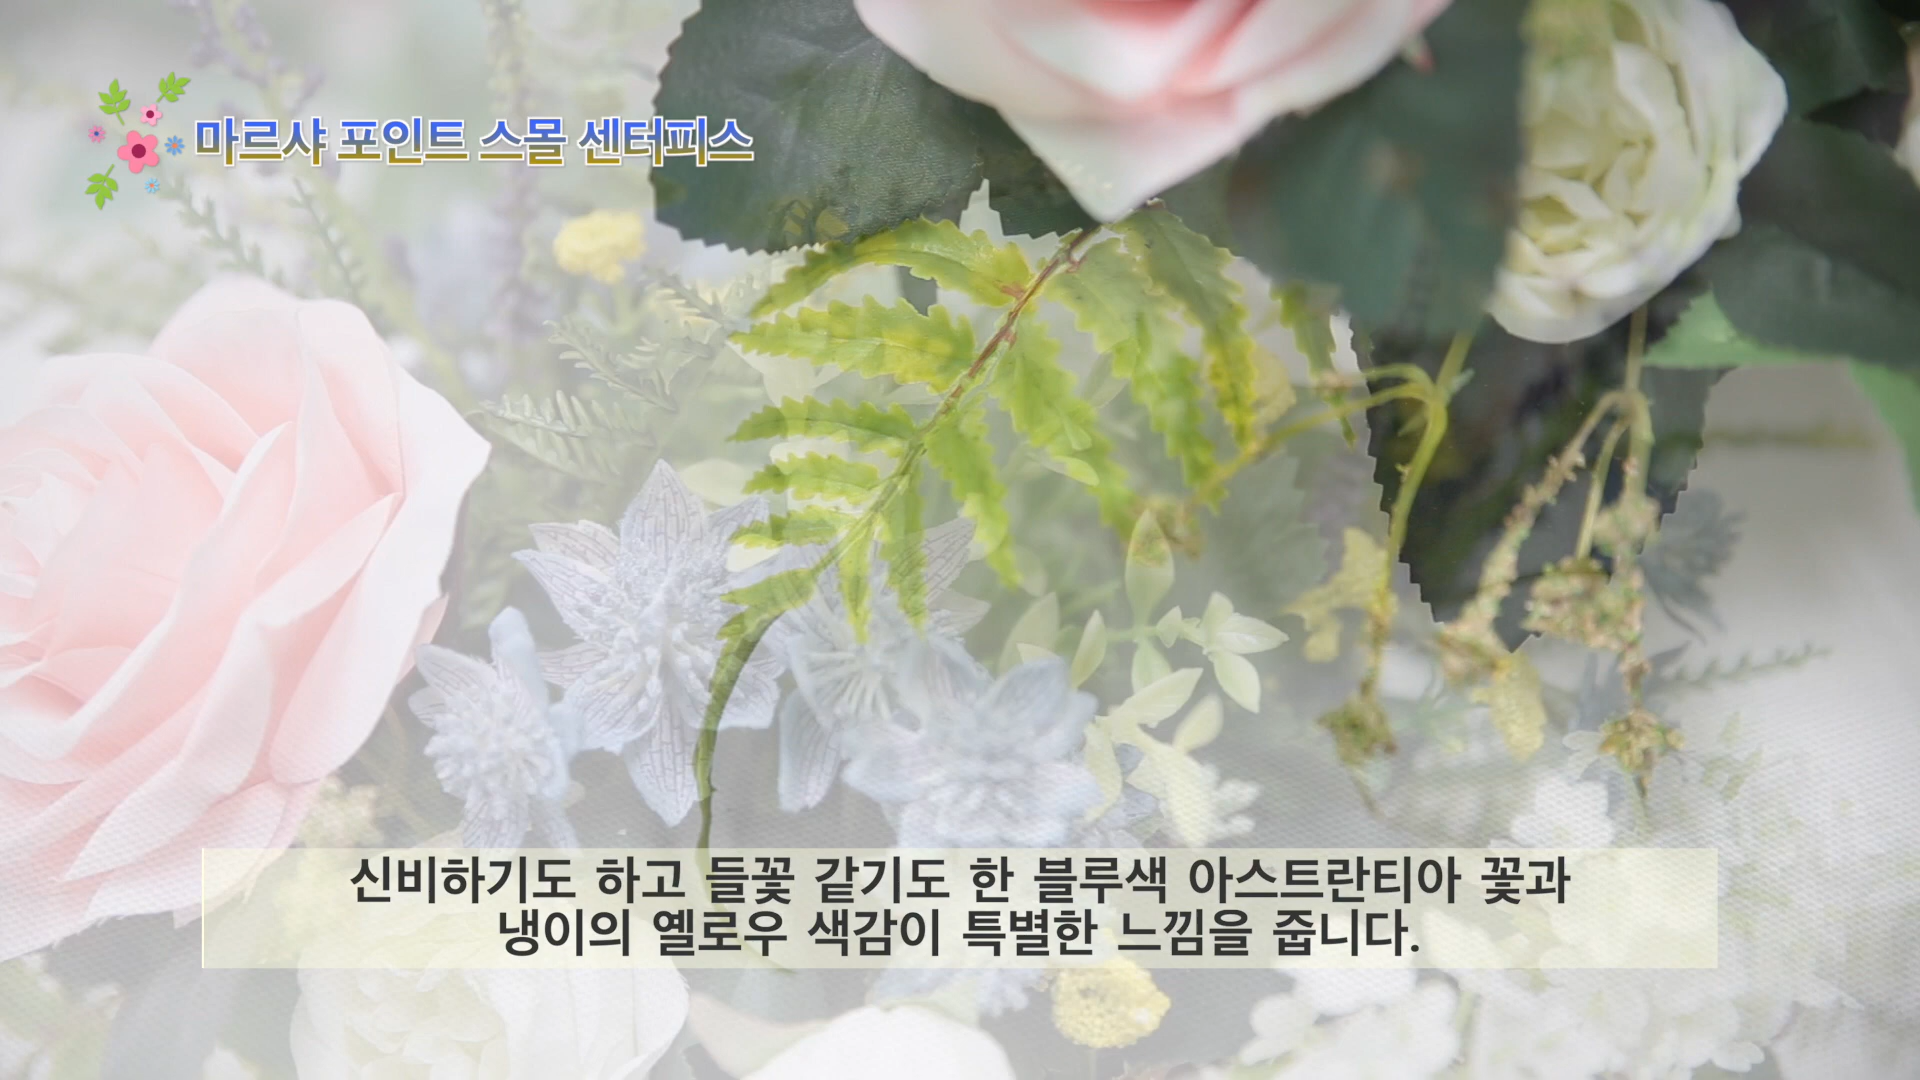 마르샤 포인트 스몰 센터피스
신비하기도 하고 들꽃 같기도 한 블루색 아스트란티아 꽃과
냉이의 옐로우 색감이 특별한 느낌을 줍니다.